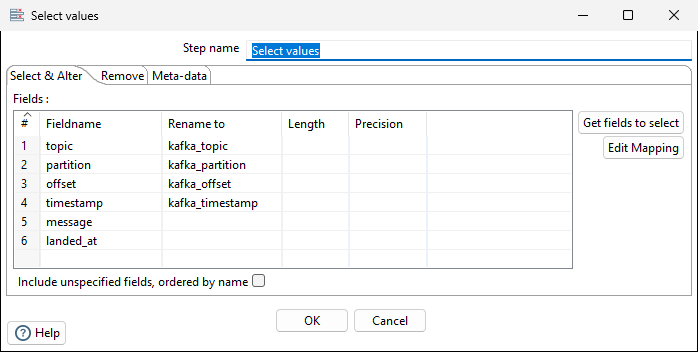 Select values
Step name Select values
Select & Alter Remove Meta-data
Fields :
# Fieldname Rename to Length Precision
1 topic kafka_topic
2 partition kafka_partition
3 offset kafka_offset
4 timestamp kafka_timestamp
5 message
6 landed_at
Get fields to select
Edit Mapping
Include unspecified fields, ordered by name
OK Cancel
? Help